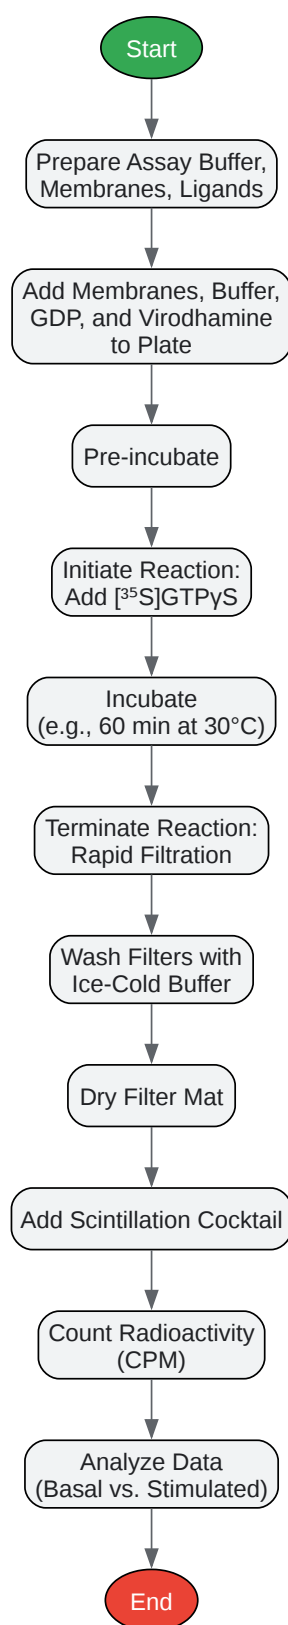 Start
Prepare Assay Buffer,
Membranes, Ligands
Add Membranes, Buffer,
GDP, and Virodhamine
to Plate
Pre-incubate
Initiate Reaction:
Add [³⁵S]GTPγS
Incubate
(e.g., 60 min at 30°C)
Terminate Reaction:
Rapid Filtration
Wash Filters with
Ice-Cold Buffer
Dry Filter Mat
Add Scintillation Cocktail
Count Radioactivity
(CPM)
Analyze Data
(Basal vs. Stimulated)
End